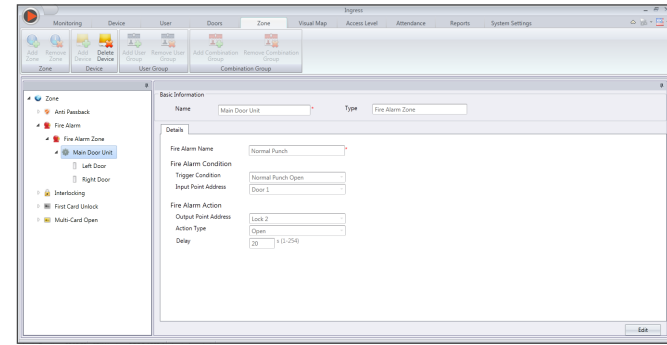 Ingress
Monitoring Device User Doors Zone Visual Map Access Level Attendance Reports System Settings
Add Zone Remove Zone Add Device Delete Device Add User Group Remove User Group Add Combination Group Remove Combination Group
Zone Device User Group Combination Group
Zone
Anti Passback
Fire Alarm
Fire Alarm Zone
Main Door Unit
Left Door
Right Door
Interlocking
First Card Unlock
Multi-Card Open
Basic Information
Name Main Door Unit * Type Fire Alarm Zone
Details
Fire Alarm Name Normal Punch *
Fire Alarm Condition
Trigger Condition Normal Punch Open
Input Point Address Door 1
Fire Alarm Action
Output Point Address Lock 2
Action Type Open
Delay 20 s (1-254)
Edit